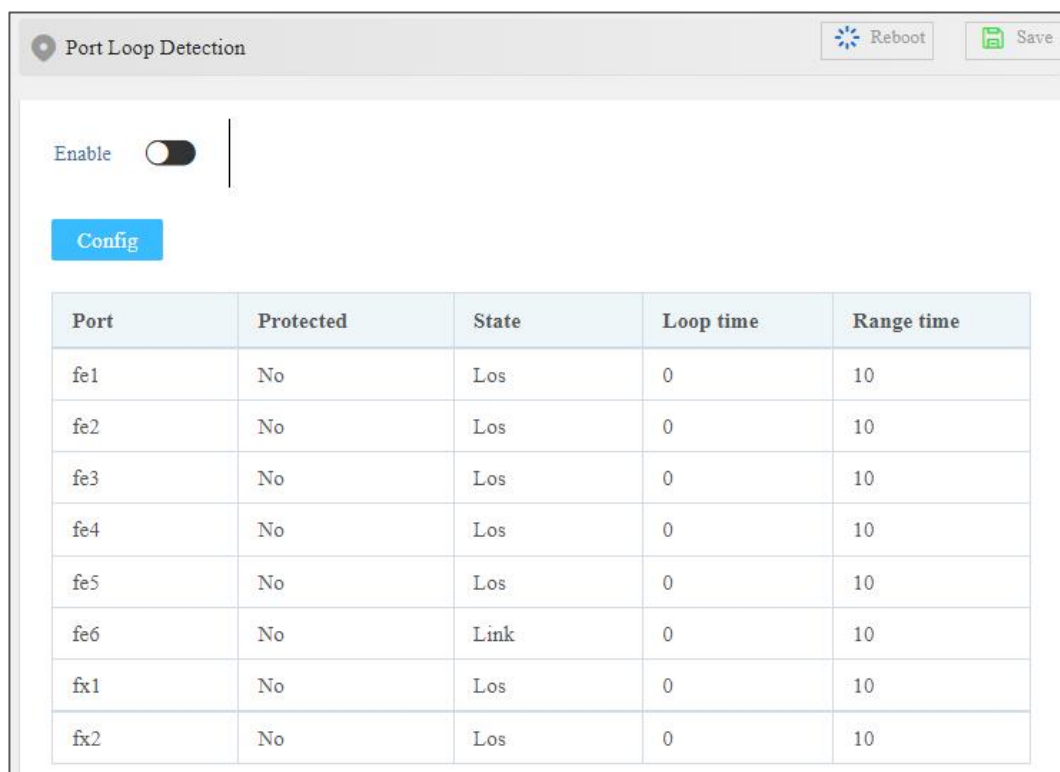 Port Loop Detection Reboot Save
Enable
Config
Port Protected State Loop time Range time
fe1 No Los 0 10
fe2 No Los 0 10
fe3 No Los 0 10
fe4 No Los 0 10
fe5 No Los 0 10
fe6 No Link 0 10
fx1 No Los 0 10
fx2 No Los 0 10